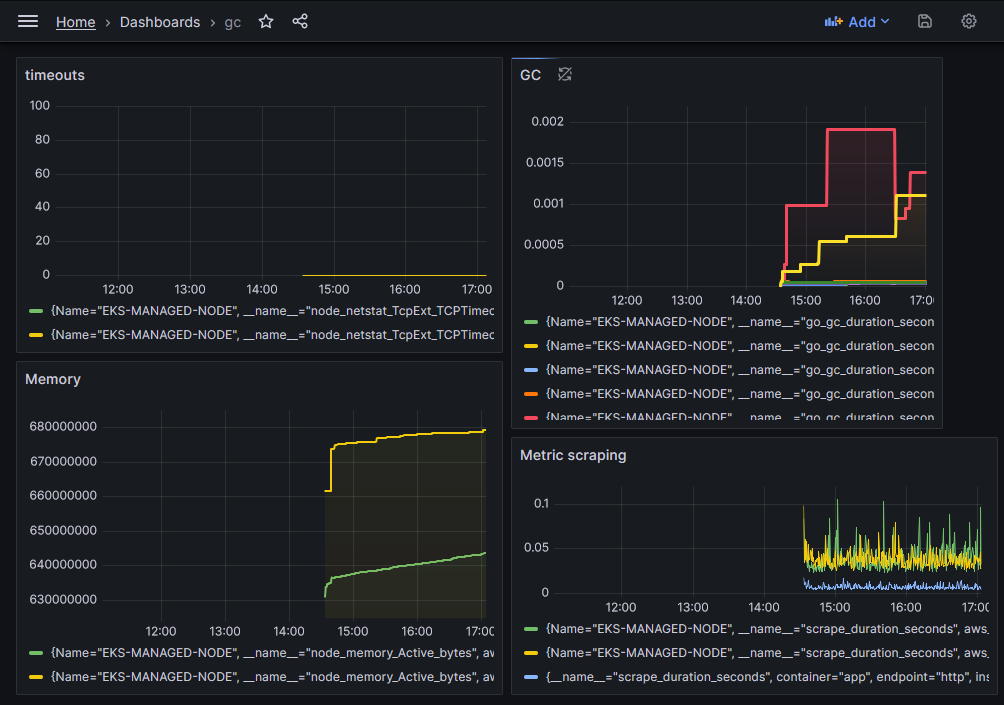 Home › Dashboards › gc
Add
timeouts
100
80
60
40
20
0
12:00 13:00 14:00 15:00 16:00 17:00
{Name="EKS-MANAGED-NODE", __name__="node_netstat_TcpExt_TCPTimeo
{Name="EKS-MANAGED-NODE", __name__="node_netstat_TcpExt_TCPTimeo
GC
0.002
0.0015
0.001
0.0005
0
12:00 13:00 14:00 15:00 16:00 17:0
{Name="EKS-MANAGED-NODE", __name__="go_gc_duration_secon
{Name="EKS-MANAGED-NODE", __name__="go_gc_duration_secon
{Name="EKS-MANAGED-NODE", __name__="go_gc_duration_secon
{Name="EKS-MANAGED-NODE", __name__="go_gc_duration_secon
{Name="EKS-MANAGED-NODE", __name__="go_gc_duration_secon
Memory
680000000
670000000
660000000
650000000
640000000
630000000
12:00 13:00 14:00 15:00 16:00 17:00
{Name="EKS-MANAGED-NODE", __name__="node_memory_Active_bytes", aw
{Name="EKS-MANAGED-NODE", __name__="node_memory_Active_bytes", aw
Metric scraping
0.1
0.05
0
12:00 13:00 14:00 15:00 16:00 17:00
{Name="EKS-MANAGED-NODE", __name__="scrape_duration_seconds", aws_
{Name="EKS-MANAGED-NODE", __name__="scrape_duration_seconds", aws_
{__name__="scrape_duration_seconds", container="app", endpoint="http", ins